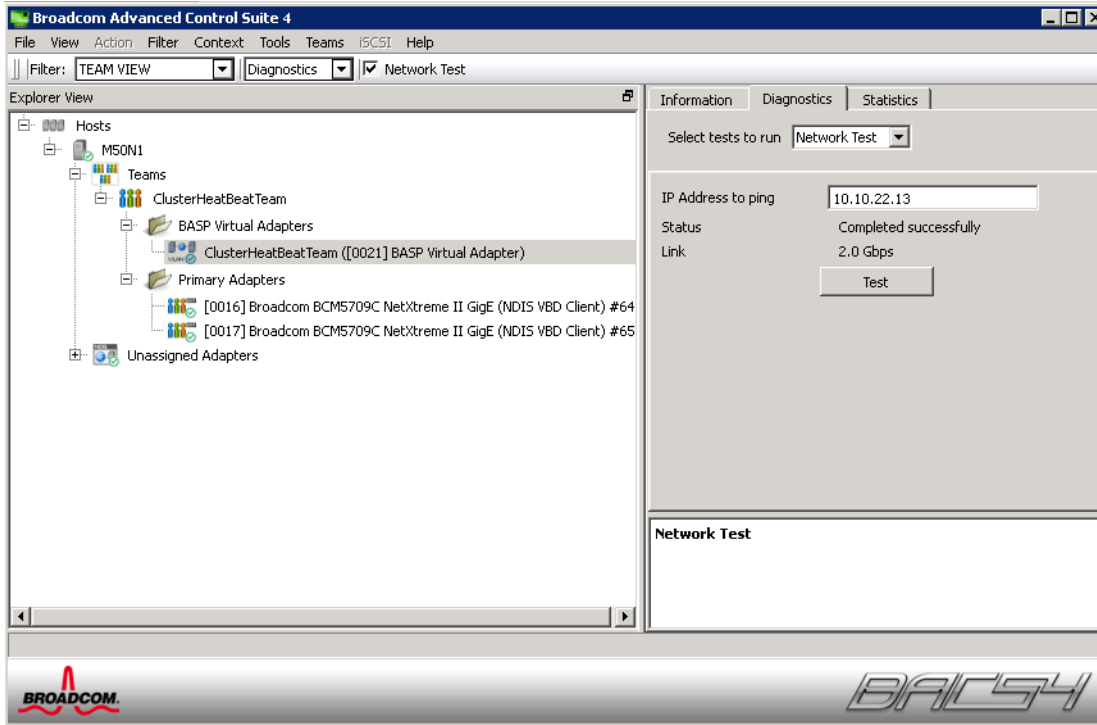 Broadcom Advanced Control Suite 4
File View Action Filter Context Tools Teams iSCSI Help
Filter: TEAM VIEW Diagnostics Network Test
Explorer View
Hosts
M50N1
Teams
ClusterHeatBeatTeam
BASP Virtual Adapters
ClusterHeatBeatTeam ([0021] BASP Virtual Adapter)
Primary Adapters
[0016] Broadcom BCM5709C NetXtreme II GigE (NDIS VBD Client) #64
[0017] Broadcom BCM5709C NetXtreme II GigE (NDIS VBD Client) #65
Unassigned Adapters
Information Diagnostics Statistics
Select tests to run Network Test
IP Address to ping 10.10.22.13
Status Completed successfully
Link 2.0 Gbps
Test
Network Test
BROADCOM.
BACS4